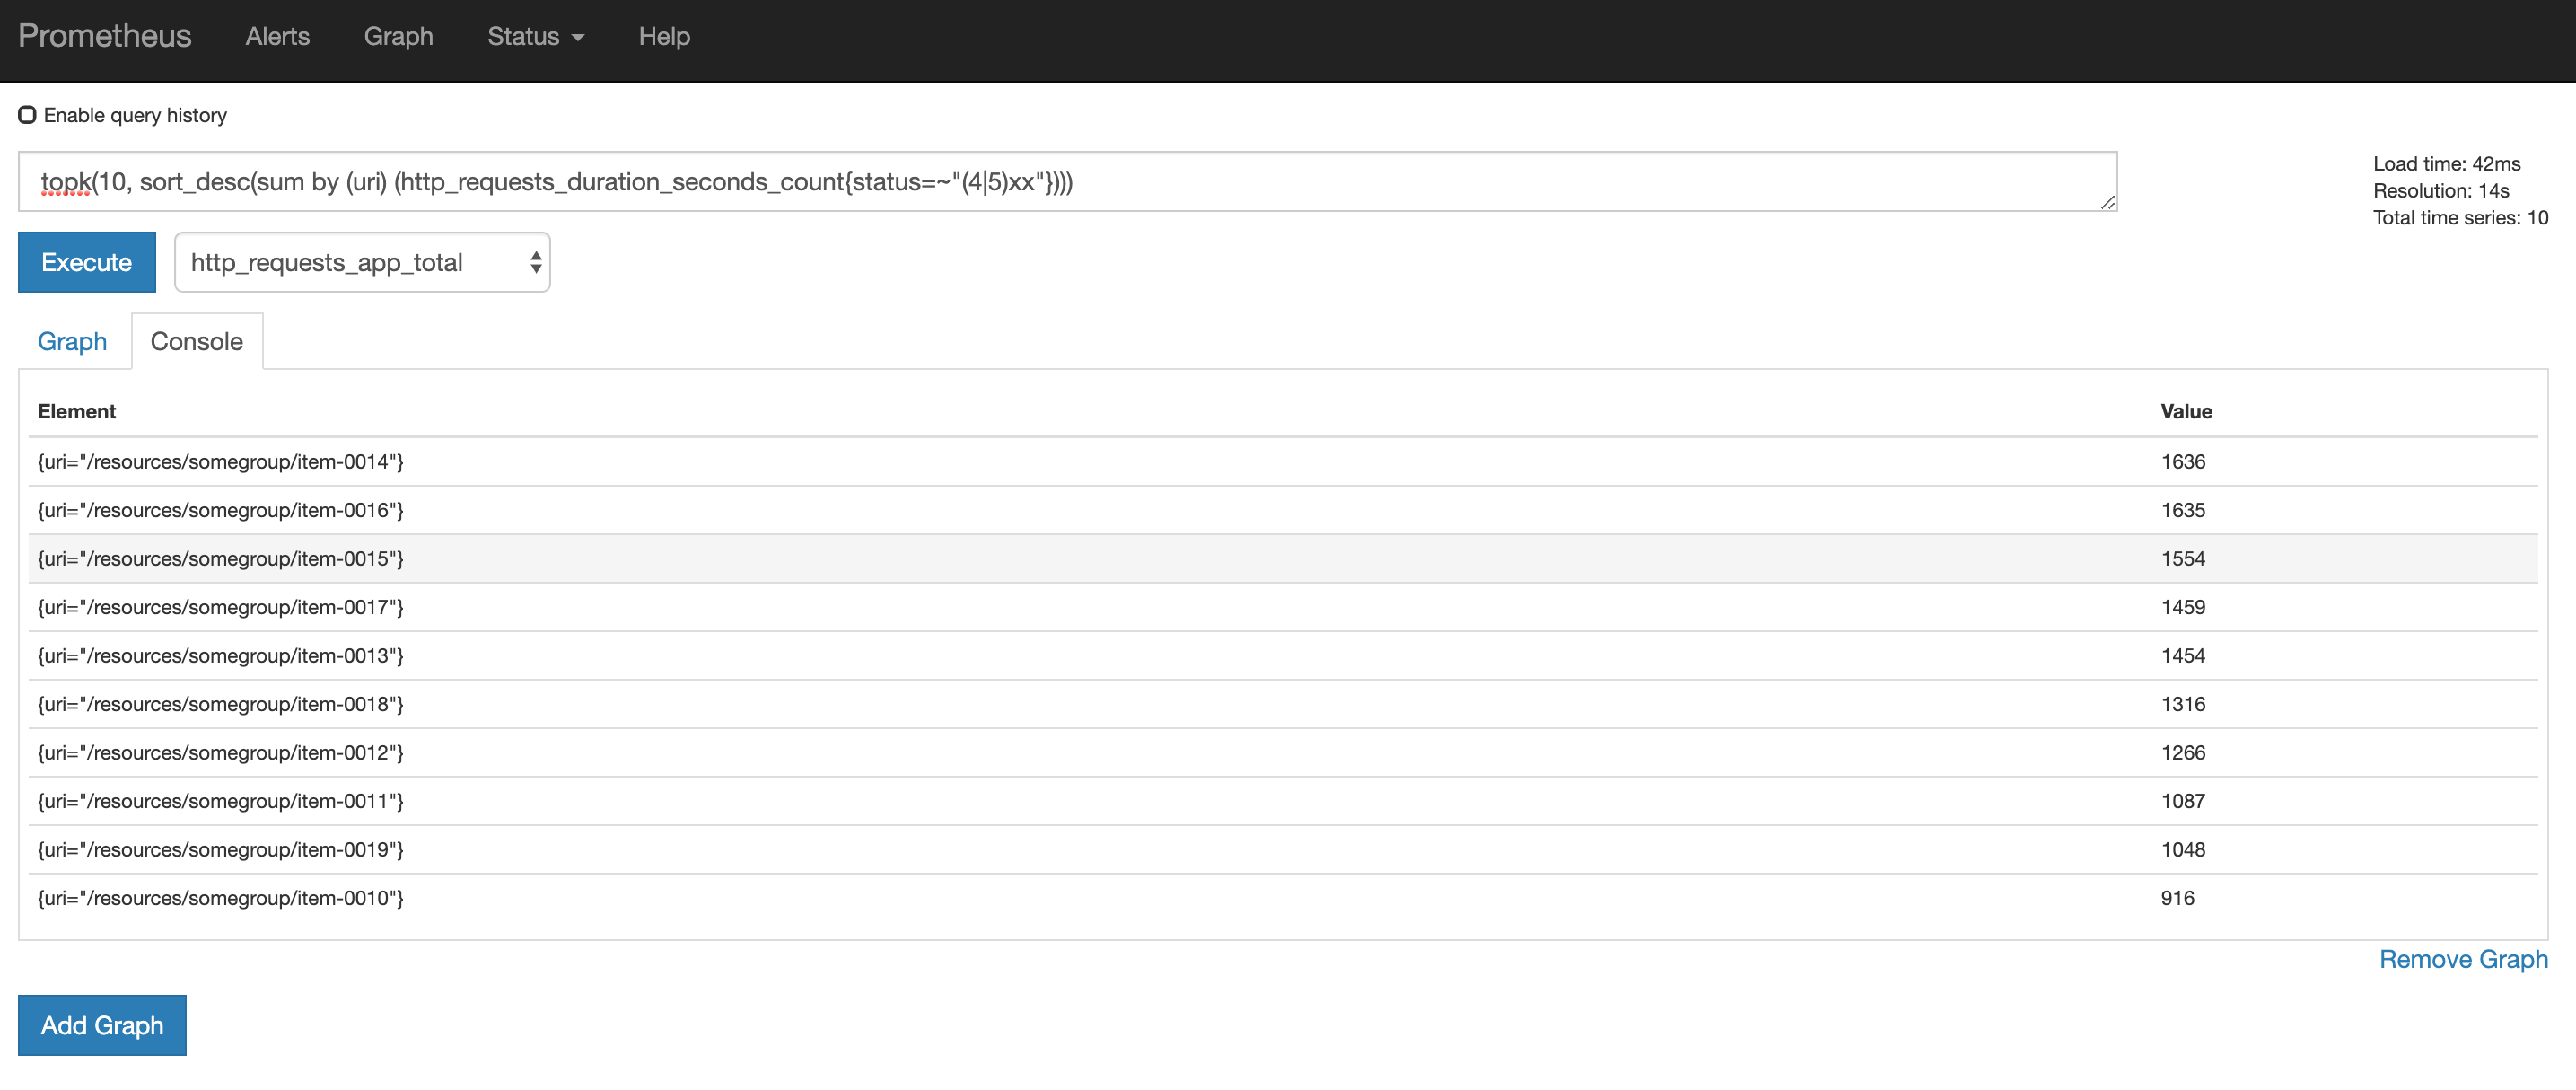 Prometheus Alerts Graph Status Help
Enable query history
topk(10, sort_desc(sum by (uri) (http_requests_duration_seconds_count{status=~"(4|5)xx"})))
Load time: 42ms
Resolution: 14s
Total time series: 10
Execute http_requests_app_total
Graph Console
Element Value
{uri="/resources/somegroup/item-0014"} 1636
{uri="/resources/somegroup/item-0016"} 1635
{uri="/resources/somegroup/item-0015"} 1554
{uri="/resources/somegroup/item-0017"} 1459
{uri="/resources/somegroup/item-0013"} 1454
{uri="/resources/somegroup/item-0018"} 1316
{uri="/resources/somegroup/item-0012"} 1266
{uri="/resources/somegroup/item-0011"} 1087
{uri="/resources/somegroup/item-0019"} 1048
{uri="/resources/somegroup/item-0010"} 916
Remove Graph
Add Graph